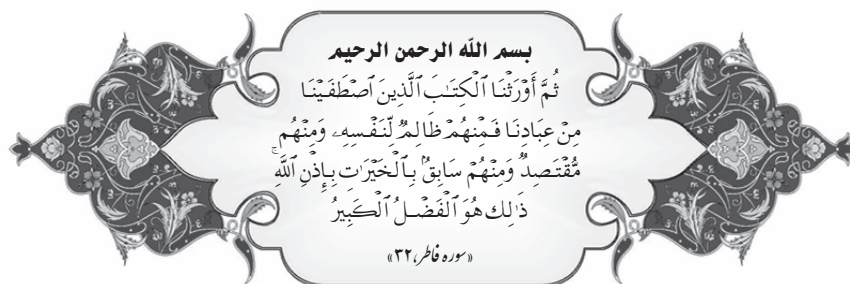 بسم الله الرحمن الرحيم
ثُمَّ أَوْرَثْنَا ٱلْكِتَٰبَ ٱلَّذِينَ ٱصْطَفَيْنَا
مِنْ عِبَادِنَا فَمِنْهُمْ ظَالِمٌ لِّنَفْسِهِۦ وَمِنْهُم
مُّقْتَصِدٌ وَمِنْهُمْ سَابِقٌۢ بِٱلْخَيْرَٰتِ بِإِذْنِ ٱللَّهِ ۚ
ذَٰلِكَ هُوَ ٱلْفَضْلُ ٱلْكَبِيرُ
«سوره فاطر، ۳۲»